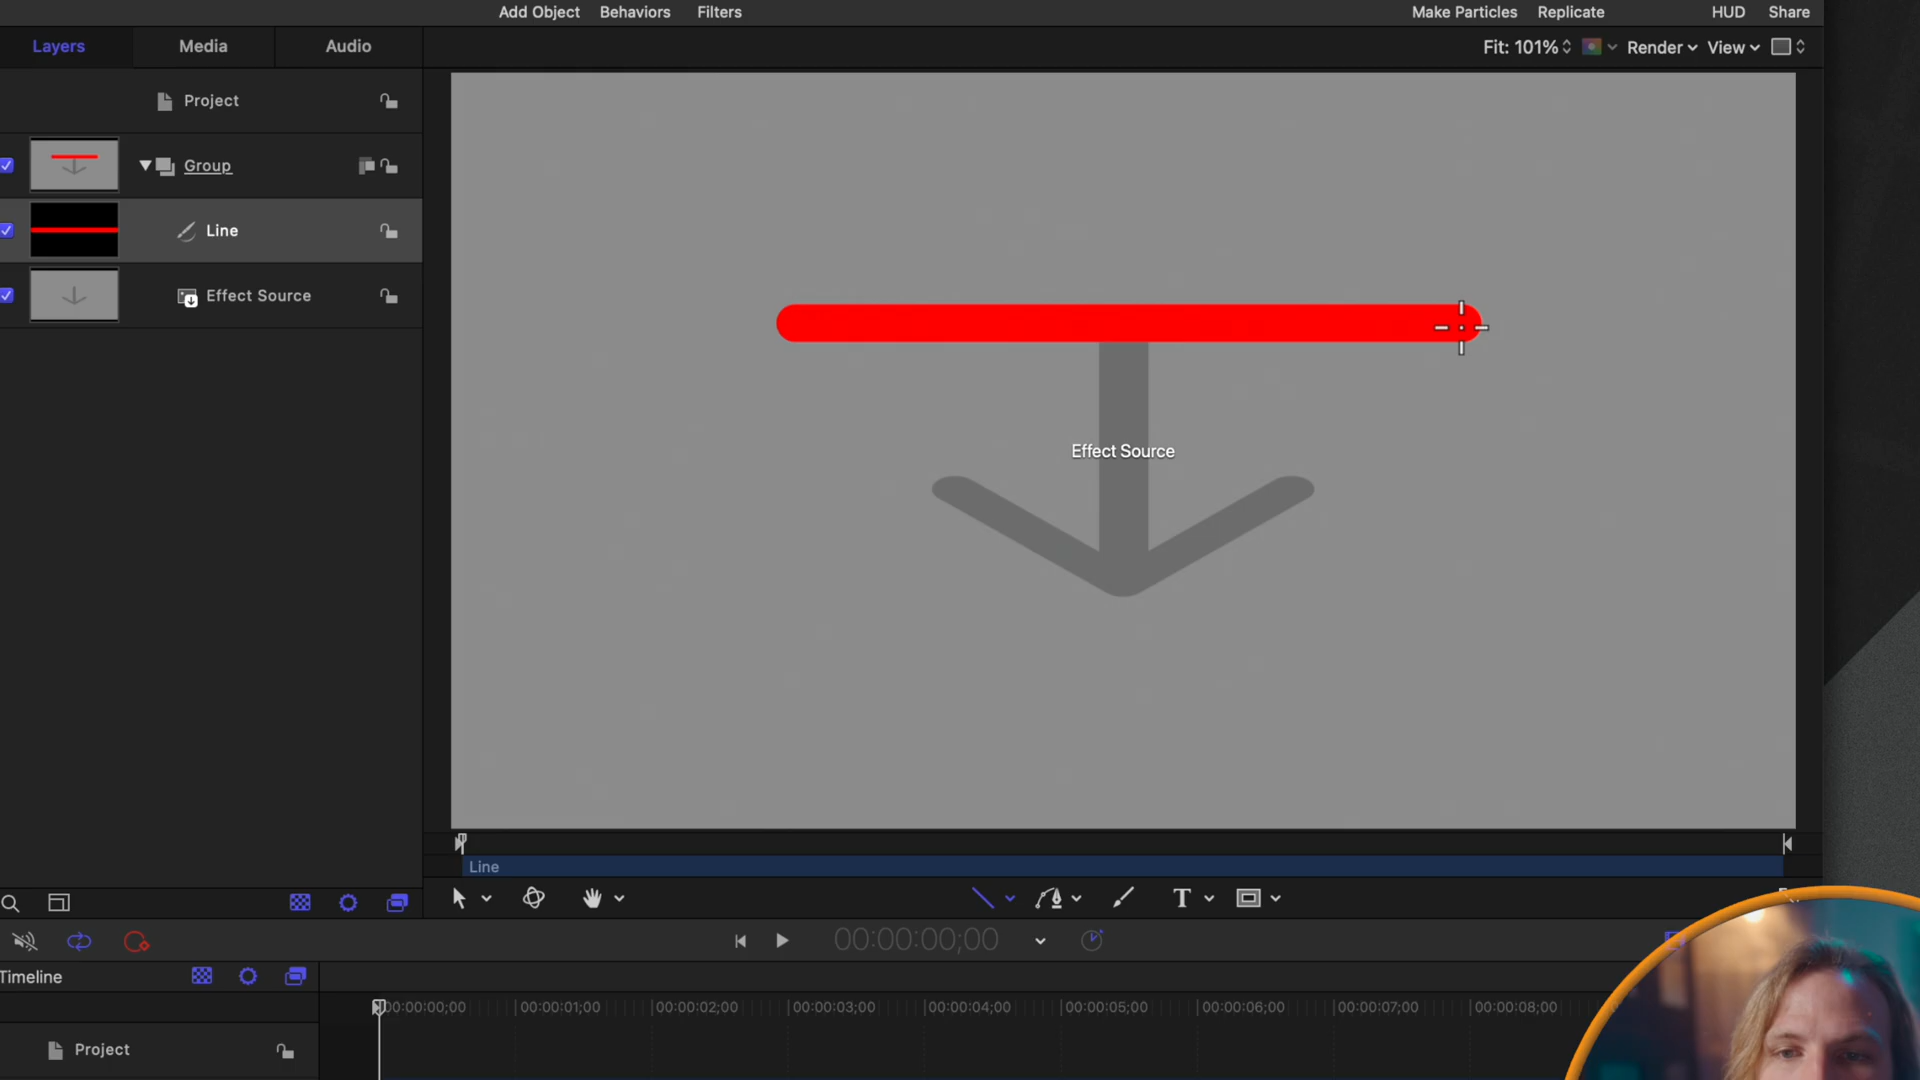 Add Object Behaviors Filters Make Particles Replicate HUD Share
Layers Media Audio Fit: 101% Render View
Project
Group
Line
Effect Source
Effect Source
Line
T
00:00:00;00
Timeline
00:00:00;00 00:00:01;00 00:00:02;00 00:00:03;00 00:00:04;00 00:00:05;00 00:00:06;00 00:00:07;00 00:00:08;00
Project